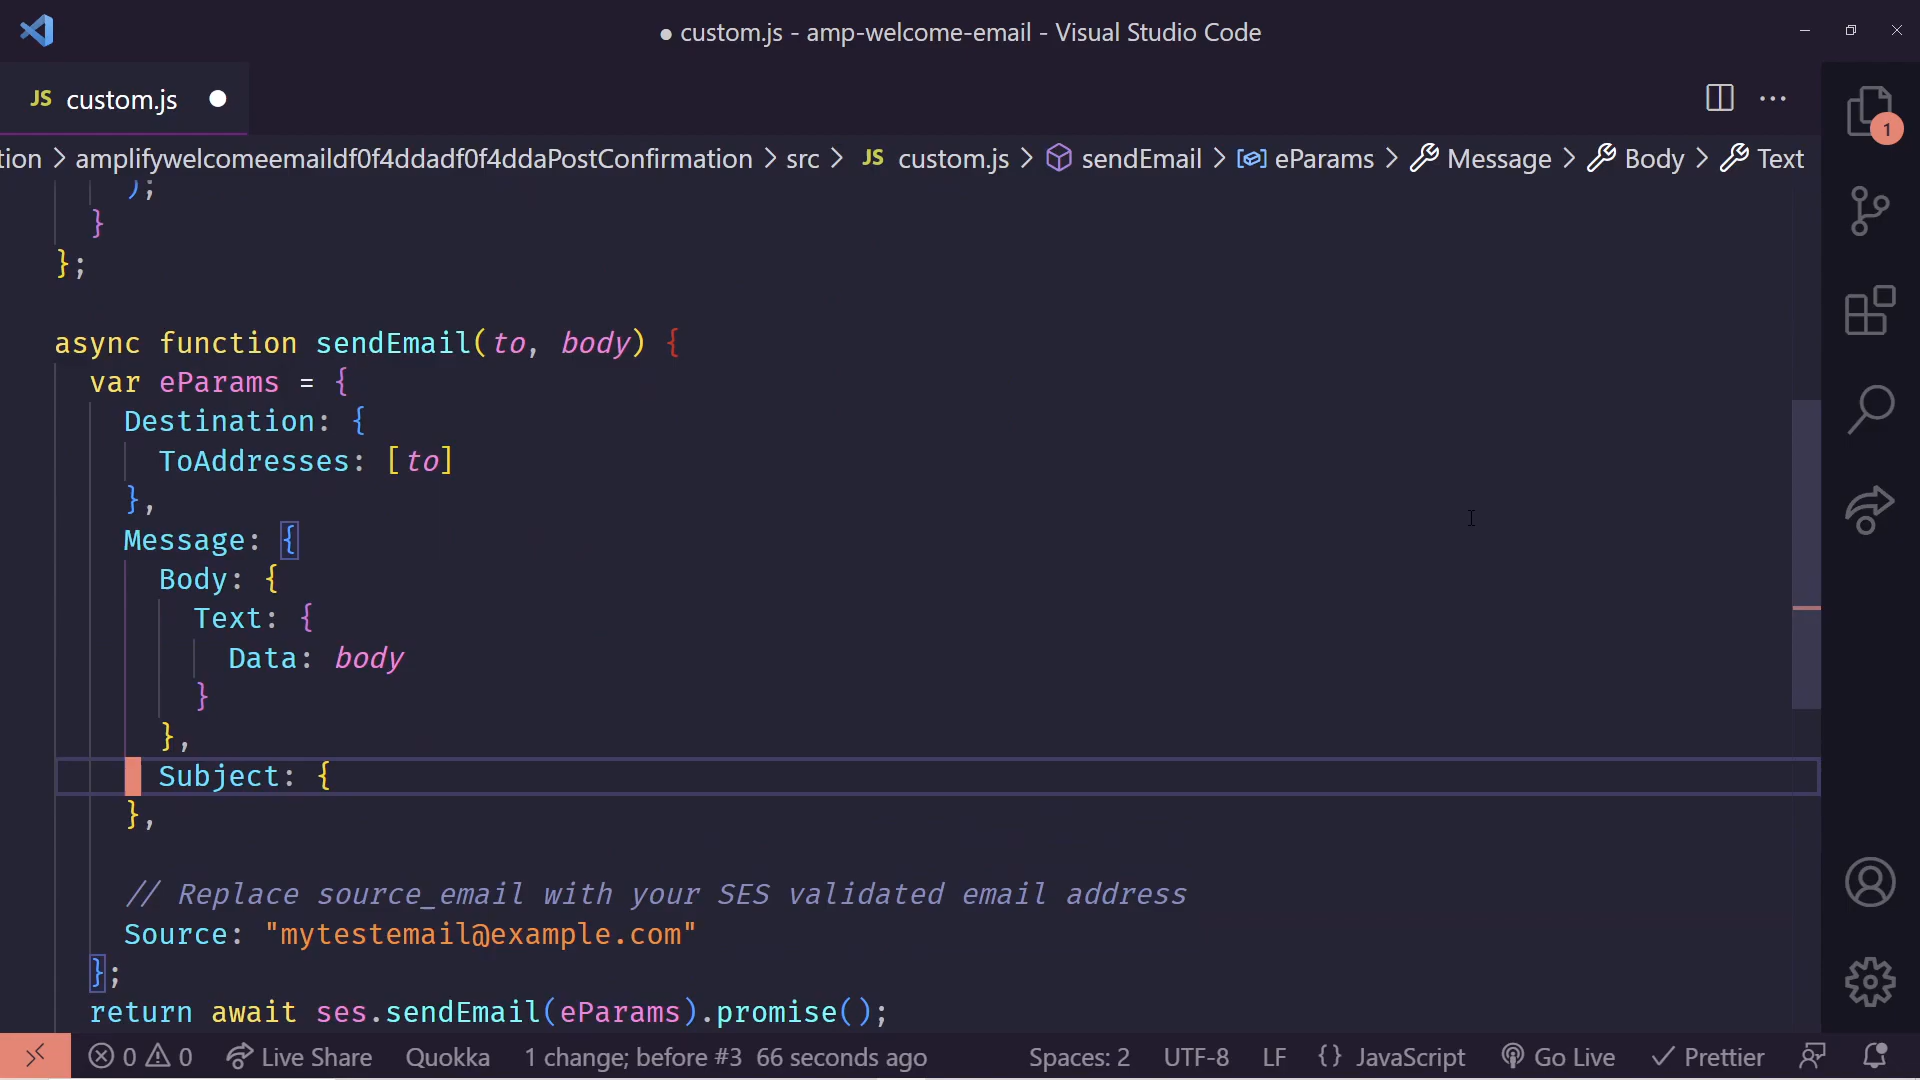 ● custom.js - amp-welcome-email - Visual Studio Code
JS custom.js ●
tion > amplifywelcomeemaildf0f4ddadf0f4ddaPostConfirmation > src > JS custom.js > sendEmail > eParams > Message > Body > Text
1
);
}
};
async function sendEmail(to, body) {
var eParams = {
Destination: {
ToAddresses: [to]
},
Message: {
Body: {
Text: {
Data: body
}
},
Subject: {
},
// Replace source_email with your SES validated email address
Source: "mytestemail@example.com"
};
return await ses.sendEmail(eParams).promise();
0 0 Live Share Quokka 1 change; before #3 66 seconds ago Spaces: 2 UTF-8 LF {} JavaScript Go Live ✓ Prettier